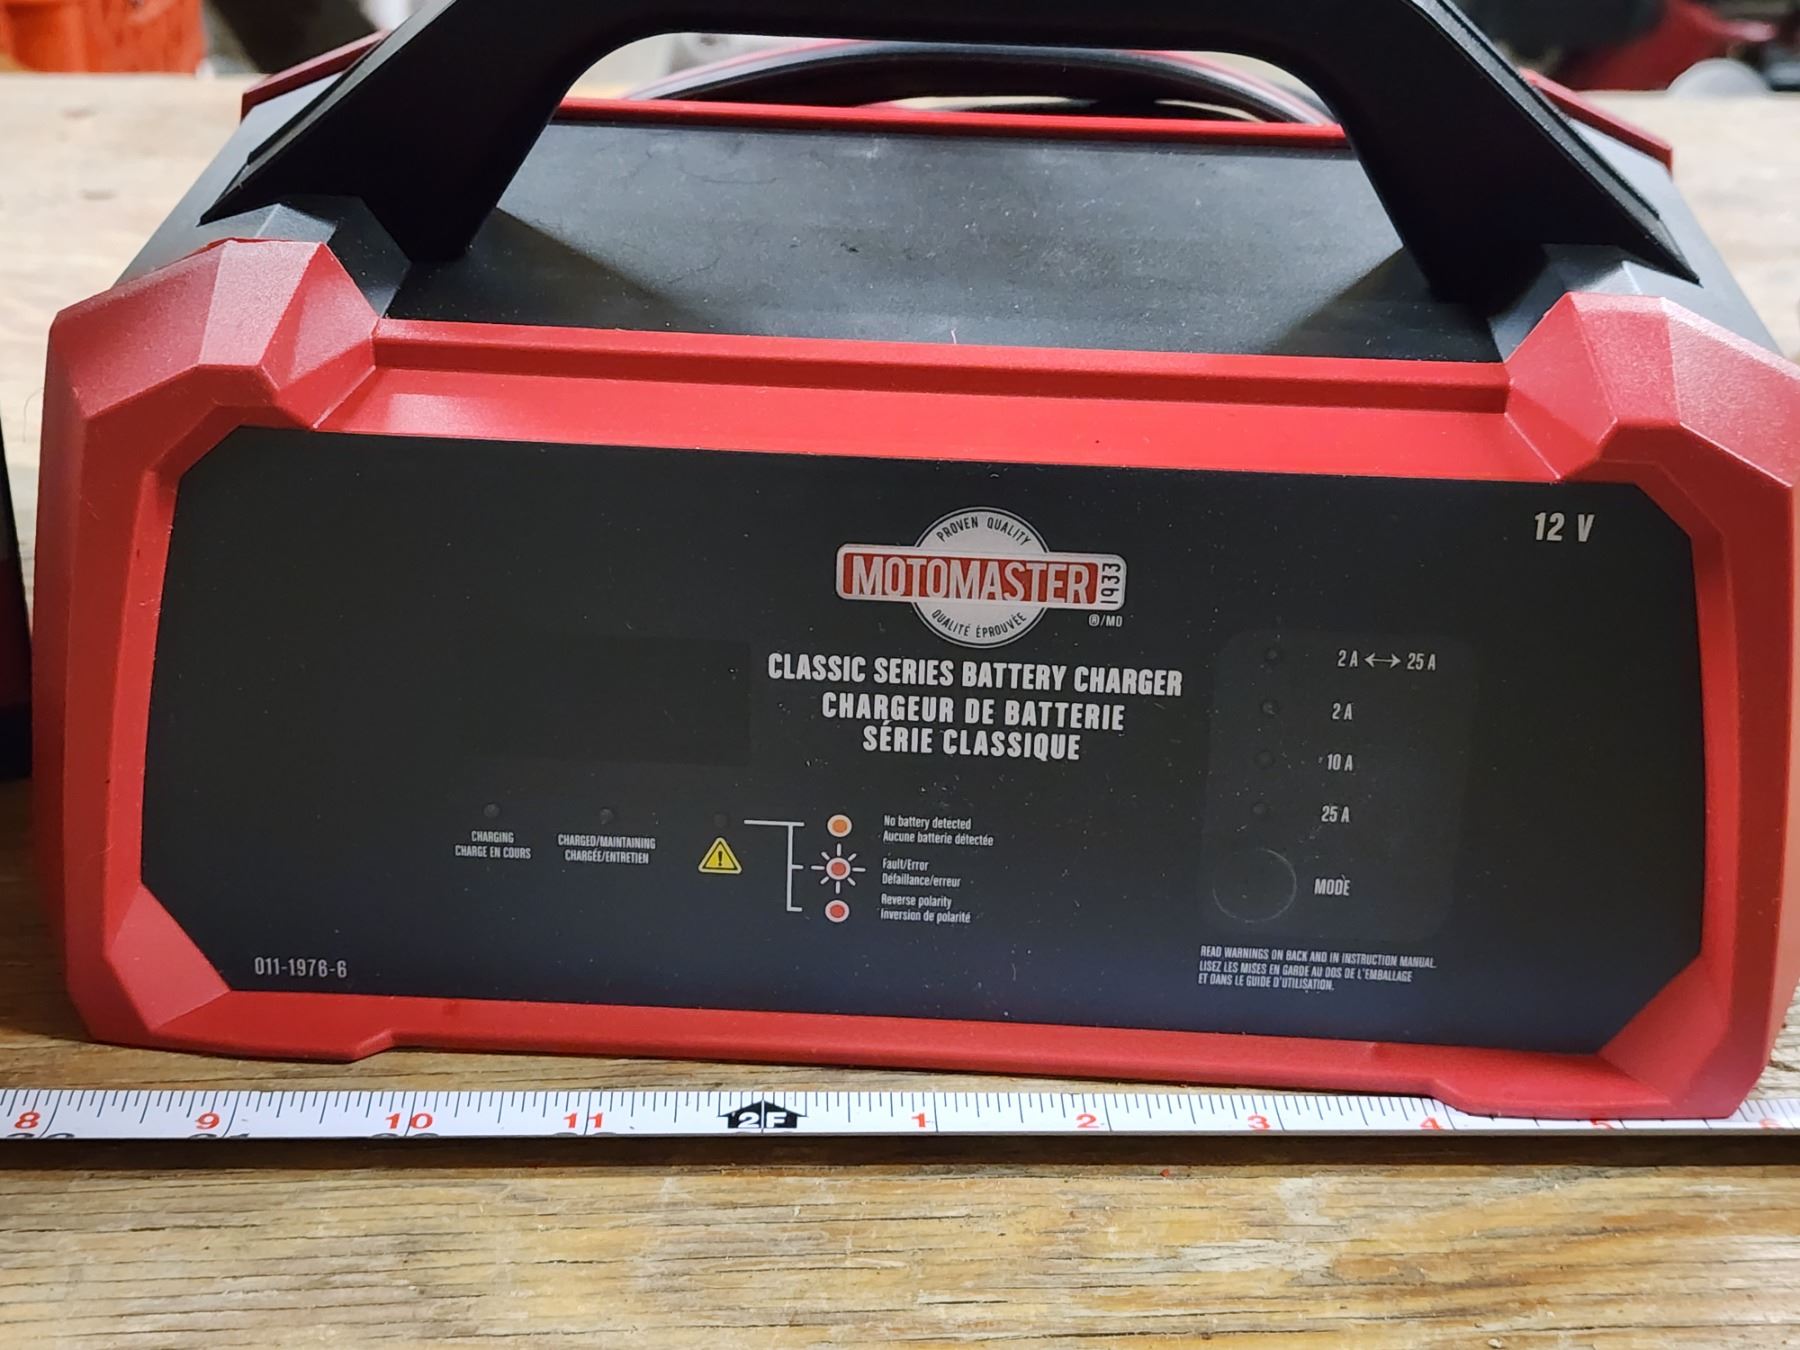 PROVEN QUALITY
MOTOMASTER 1933
QUALITÉ ÉPROUVÉE
®/MD
12 V
CLASSIC SERIES BATTERY CHARGER
CHARGEUR DE BATTERIE
SÉRIE CLASSIQUE
2 A ↔ 25 A
2 A
10 A
25 A
MODE
CHARGING
CHARGE EN COURS
CHARGED/MAINTAINING
CHARGÉE/ENTRETIEN
!
No battery detected
Aucune batterie détectée
Fault/Error
Défaillance/erreur
Reverse polarity
Inversion de polarité
011-1976-6
READ WARNINGS ON BACK AND IN INSTRUCTION MANUAL.
LISEZ LES MISES EN GARDE AU DOS DE L'EMBALLAGE
ET DANS LE GUIDE D'UTILISATION.
8 9 10 11 2F 1 2 3 4 5 6